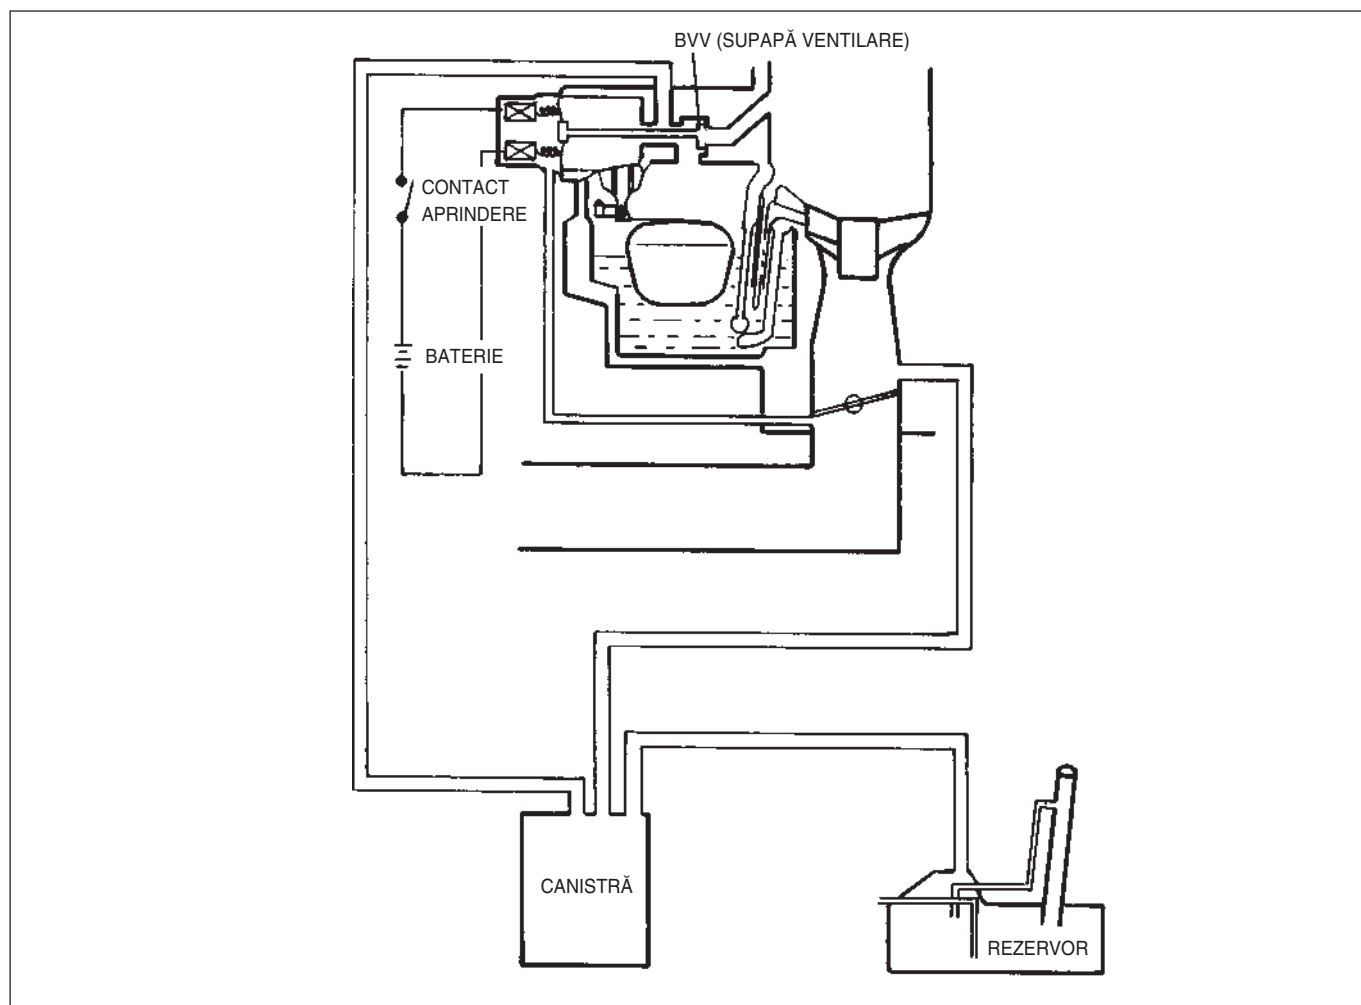 BVV (SUPAPĂ VENTILARE)
CONTACT
APRINDERE
BATERIE
CANISTRĂ
REZERVOR